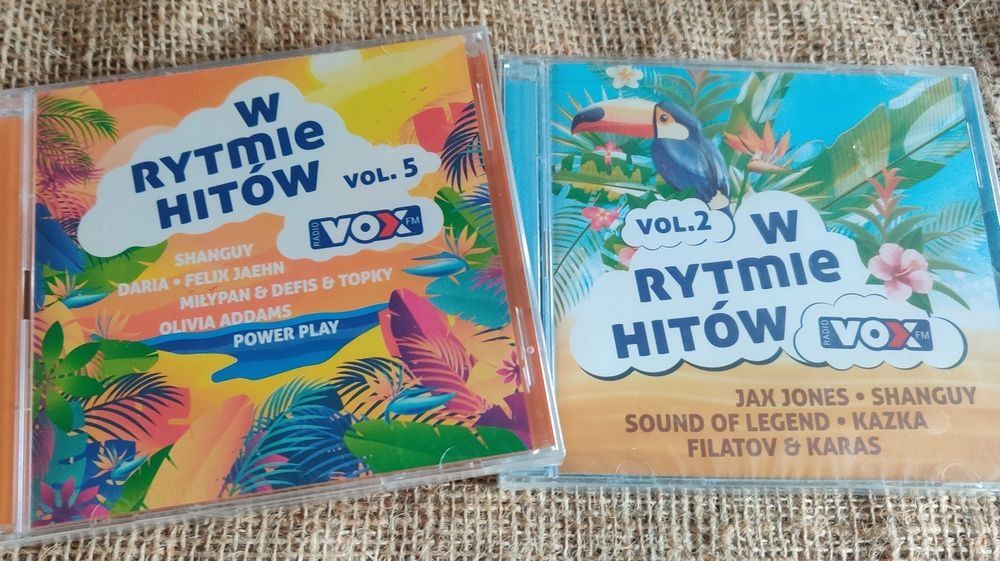 W
RYTmie
HITÓW VOL. 5
RADIO VOX FM
SHANGUY
DARIA • FELIX JAEHN
MIŁYPAN & DEFIS & TOPKY
OLIVIA ADDAMS
POWER PLAY
VOL.2 W
RYTmie
HITÓW
RADIO VOX FM
JAX JONES • SHANGUY
SOUND OF LEGEND • KAZKA
FILATOV & KARAS